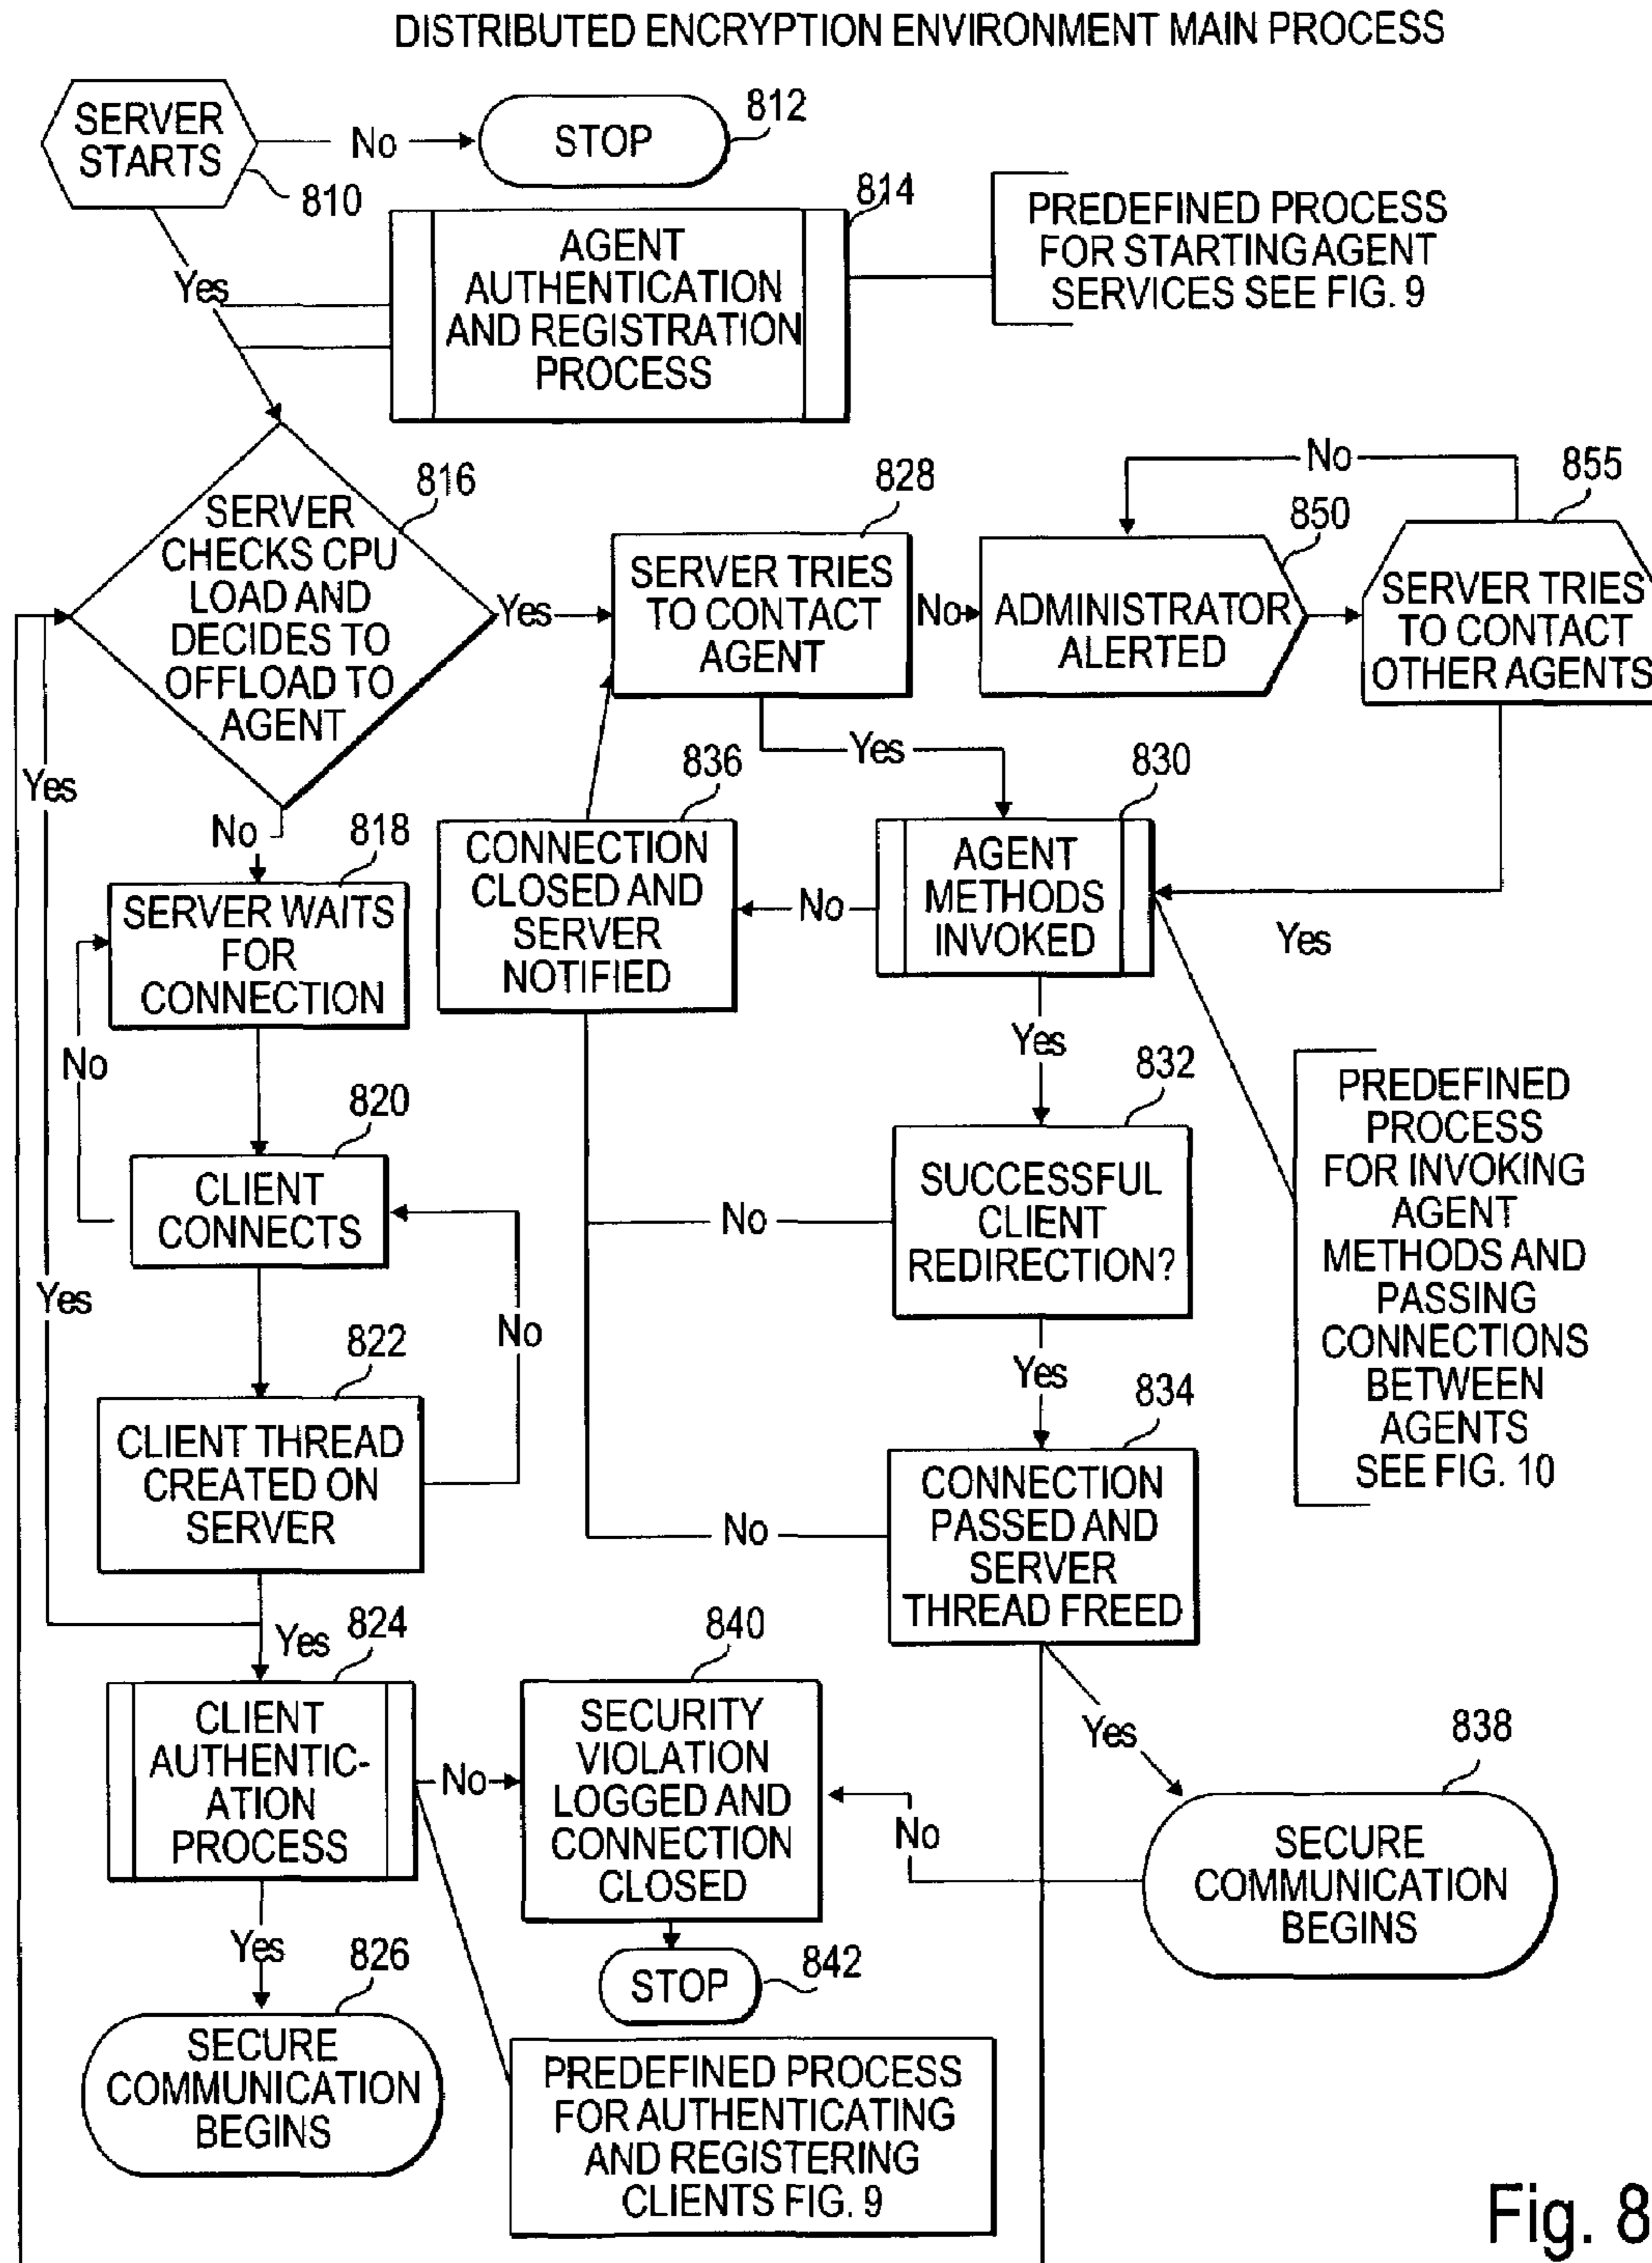 DISTRIBUTED ENCRYPTION ENVIRONMENT MAIN PROCESS
SERVER
STARTS
810
No
STOP
812
Yes
814
AGENT
AUTHENTICATION
AND REGISTRATION
PROCESS
PREDEFINED PROCESS
FOR STARTING AGENT
SERVICES SEE FIG. 9
816
SERVER
CHECKS CPU
LOAD AND
DECIDES TO
OFFLOAD TO
AGENT
Yes
828
SERVER TRIES
TO CONTACT
AGENT
No
850
ADMINISTRATOR
ALERTED
No
855
SERVER TRIES
TO CONTACT
OTHER AGENTS
Yes
Yes
No
818
SERVER WAITS
FOR
CONNECTION
836
CONNECTION
CLOSED AND
SERVER
NOTIFIED
No
830
AGENT
METHODS
INVOKED
Yes
No
820
CLIENT
CONNECTS
Yes
832
SUCCESSFUL
CLIENT
REDIRECTION?
No
PREDEFINED
PROCESS
FOR INVOKING
AGENT
METHODS AND
PASSING
CONNECTIONS
BETWEEN
AGENTS
SEE FIG. 10
Yes
No
822
CLIENT THREAD
CREATED ON
SERVER
Yes
834
CONNECTION
PASSED AND
SERVER
THREAD FREED
No
Yes
824
CLIENT
AUTHENTIC-
ATION
PROCESS
No
840
SECURITY
VIOLATION
LOGGED AND
CONNECTION
CLOSED
No
Yes
838
SECURE
COMMUNICATION
BEGINS
Yes
826
SECURE
COMMUNICATION
BEGINS
STOP
842
PREDEFINED PROCESS
FOR AUTHENTICATING
AND REGISTERING
CLIENTS FIG. 9
Fig. 8